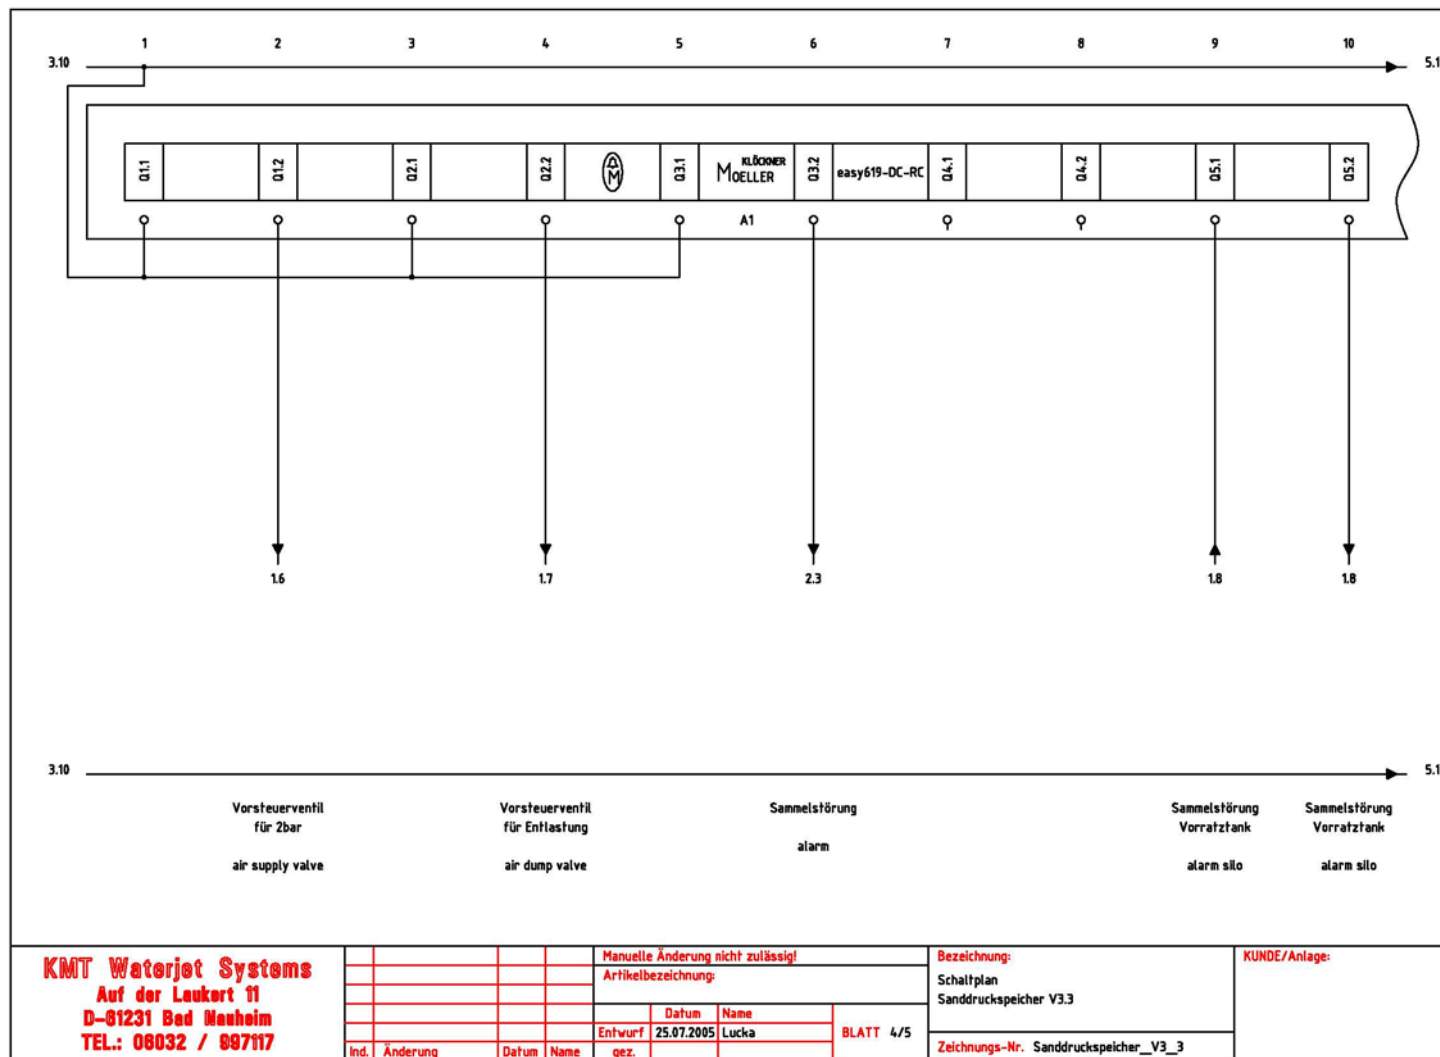 1 2 3 4 5 6 7 8 9 10
3.10 5.1
Q1.1 Q1.2 Q2.1 Q2.2 Q3.1 KLÖCKNER MOELLER Q3.2 easy619-DC-RC Q4.1 Q4.2 Q5.1 Q5.2
A1
1.6 1.7 2.3 1.8 1.8
3.10 5.1
Vorsteuerventil
für 2bar
air supply valve
Vorsteuerventil
für Entlastung
air dump valve
Sammelstörung
alarm
Sammelstörung
Vorratztank
alarm silo
Sammelstörung
Vorratztank
alarm silo
KMT Waterjet Systems
Auf der Laukert 11
D-61231 Bad Nauheim
TEL.: 06032 / 997117
Ind. Änderung Datum Name
Manuelle Änderung nicht zulässig!
Artikelbezeichnung:
Datum Name
Entwurf 25.07.2005 Lucka
gez.
BLATT 4/5
Bezeichnung:
Schaltplan
Sanddruckspeicher V3.3
Zeichnungs-Nr. Sanddruckspeicher_V3_3
KUNDE/Anlage: